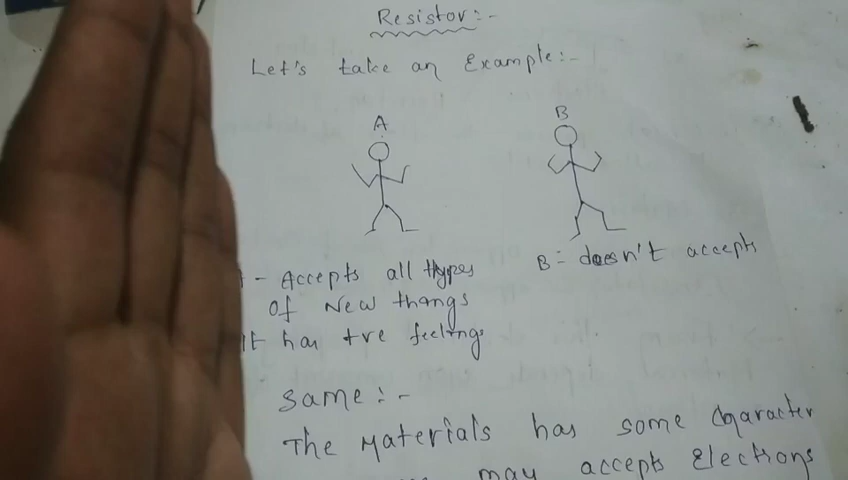 Resistor:-
Let's take an Example:-
A
B
- Accepts all types
of New things
It has +ve feelings
B = doesn't accepts
Same:-
The Materials has some character
may accepts Electrons